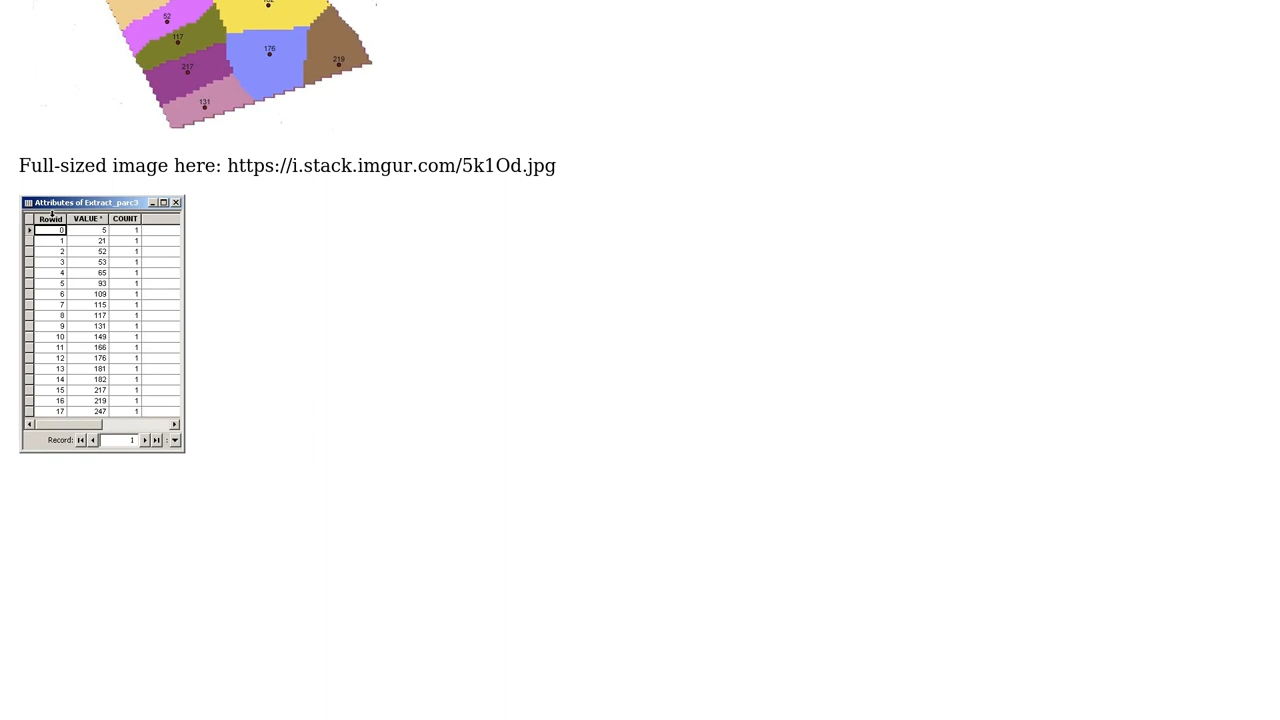 52
117
176
217
219
131
Full-sized image here: https://i.stack.imgur.com/5k1Od.jpg
Attributes of Extract_parc3
Rowid VALUE * COUNT
0 5 1
1 21 1
2 52 1
3 53 1
4 65 1
5 93 1
6 109 1
7 115 1
8 117 1
9 131 1
10 149 1
11 166 1
12 176 1
13 181 1
14 182 1
15 217 1
16 219 1
17 247 1
Record: 1